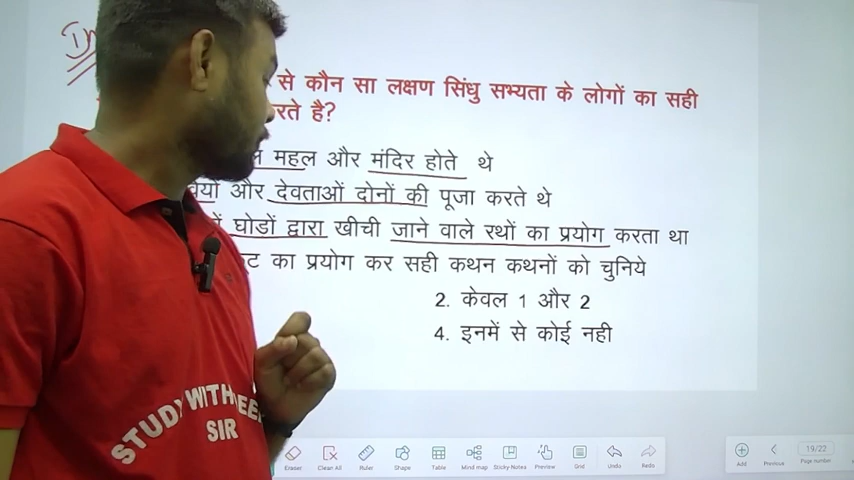 से कौन सा लक्षण सिंधु सभ्यता के लोगों का सही
रते है?
महल और मंदिर होते थे
और देवताओं दोनों की पूजा करते थे
घोडों द्वारा खीची जाने वाले रथों का प्रयोग करता था
का प्रयोग कर सही कथन कथनों को चुनिये
2. केवल 1 और 2
4. इनमें से कोई नही
STUDY WITH
SIR
Eraser Clean All Ruler Shape Table Mind map Sticky-Notes Preview Grid Undo Redo Add Previous 19/22 Page number